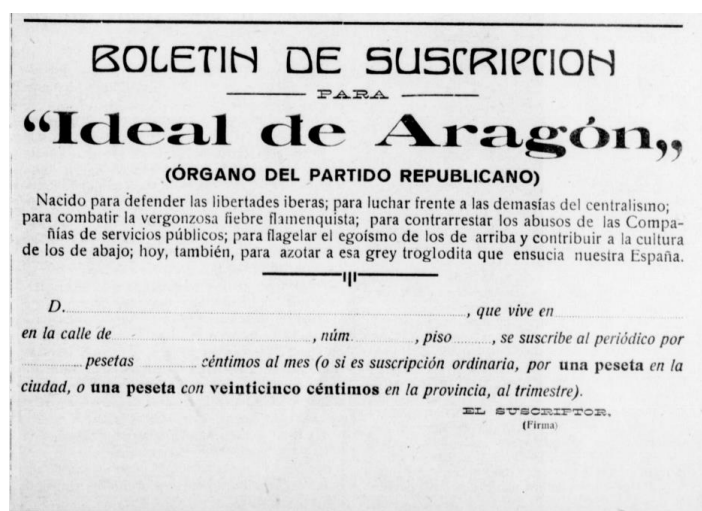 BOLETIN DE SUSCRIPCION
PARA
“Ideal de Aragón„
(ÓRGANO DEL PARTIDO REPUBLICANO)
Nacido para defender las libertades iberas; para luchar frente a las demasías del centralismo;
para combatir la vergonzosa fiebre flamenquista; para contrarrestar los abusos de las Compa-
ñías de servicios públicos; para flagelar el egoísmo de los de arriba y contribuir a la cultura
de los de abajo; hoy, también, para azotar a esa grey troglodita que ensucia nuestra España.
D. , que vive en
en la calle de , núm. , piso , se suscribe al periódico por
pesetas céntimos al mes (o si es suscripción ordinaria, por una peseta en la
ciudad, o una peseta con veinticinco céntimos en la provincia, al trimestre).
EL SUSCRIPTOR,
(Firma)